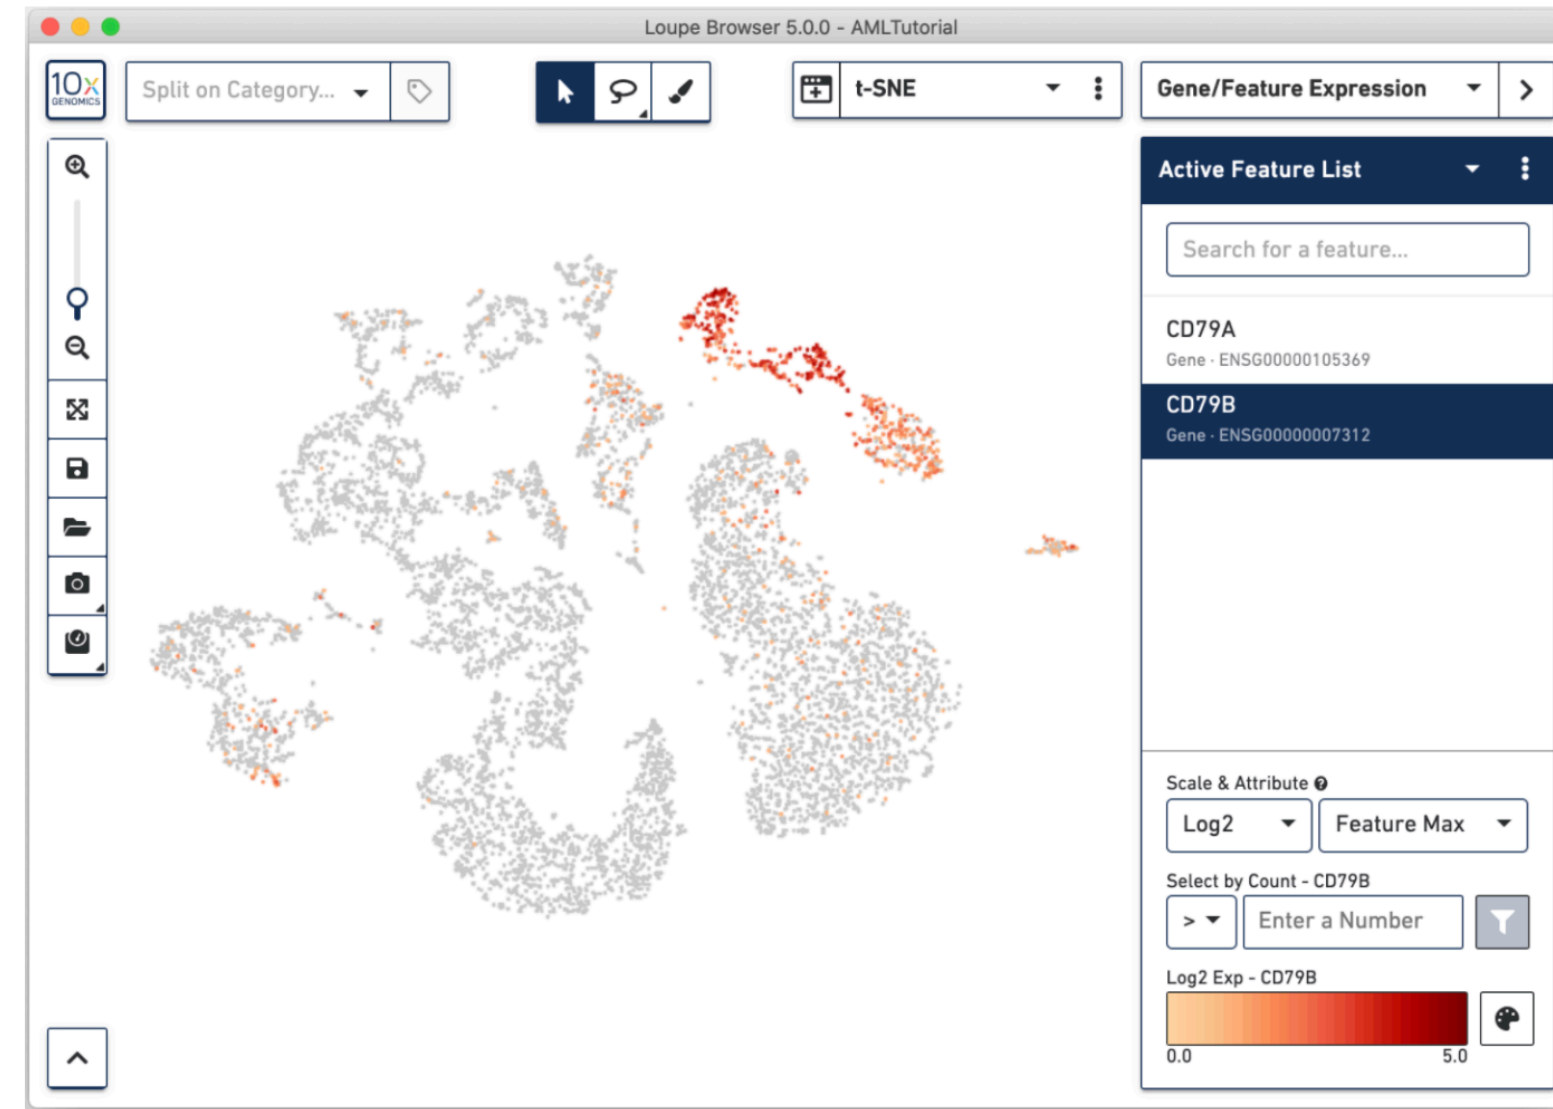 Loupe Browser 5.0.0 - AMLTutorial
10x
GENOMICS
Split on Category...
t-SNE
Gene/Feature Expression
Active Feature List
Search for a feature...
CD79A
Gene · ENSG00000105369
CD79B
Gene · ENSG00000007312
Scale & Attribute
Log2
Feature Max
Select by Count - CD79B
>
Enter a Number
Log2 Exp - CD79B
0.0
5.0